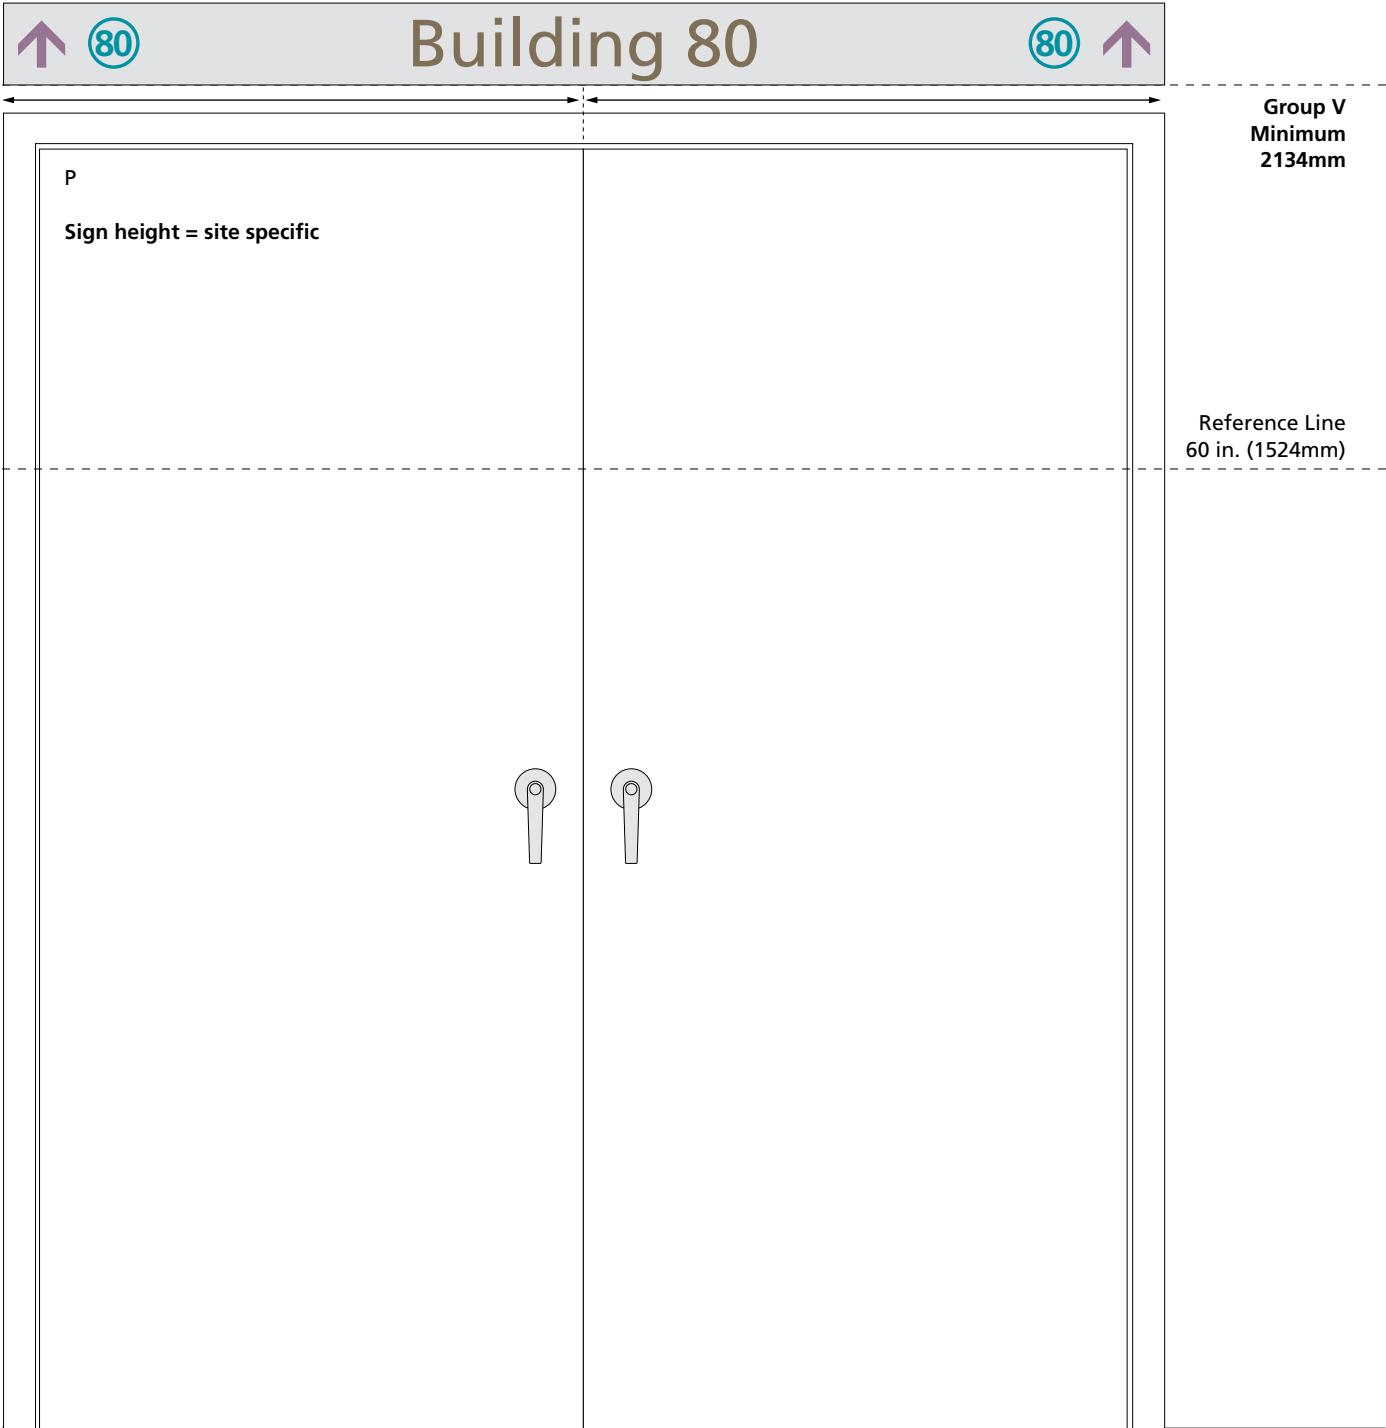 80 Building 80 80
Group V
Minimum
2134mm
P
Sign height = site specific
Reference Line
60 in. (1524mm)